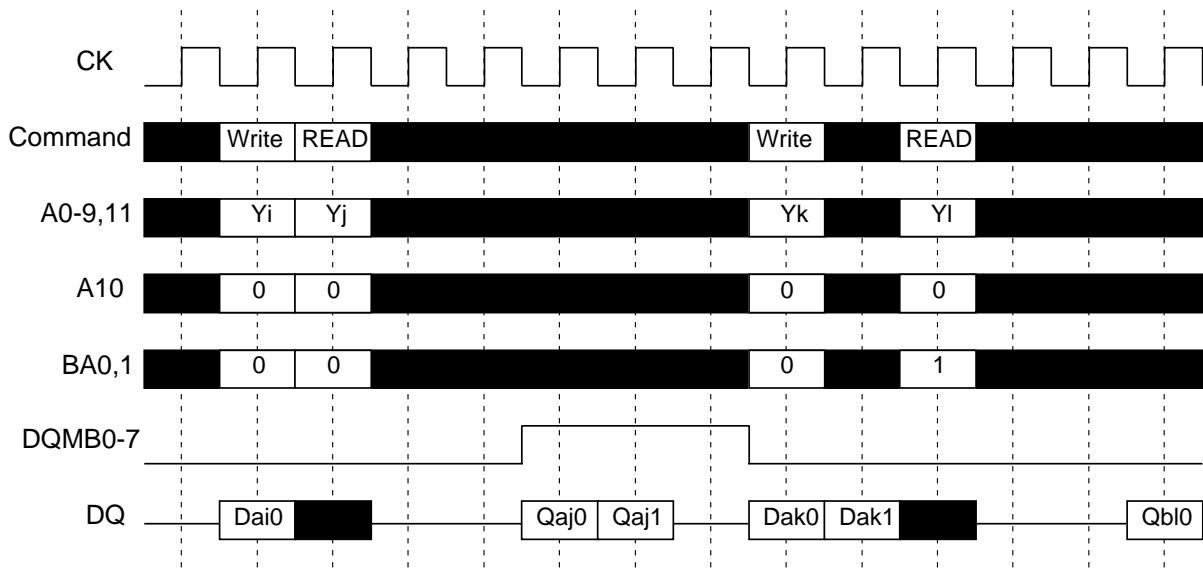 CK
Command Write READ Write READ
A0-9,11 Yi Yj Yk Yl
A10 0 0 0 0
BA0,1 0 0 0 1
DQMB0-7
DQ Dai0 Qaj0 Qaj1 Dak0 Dak1 Qbl0